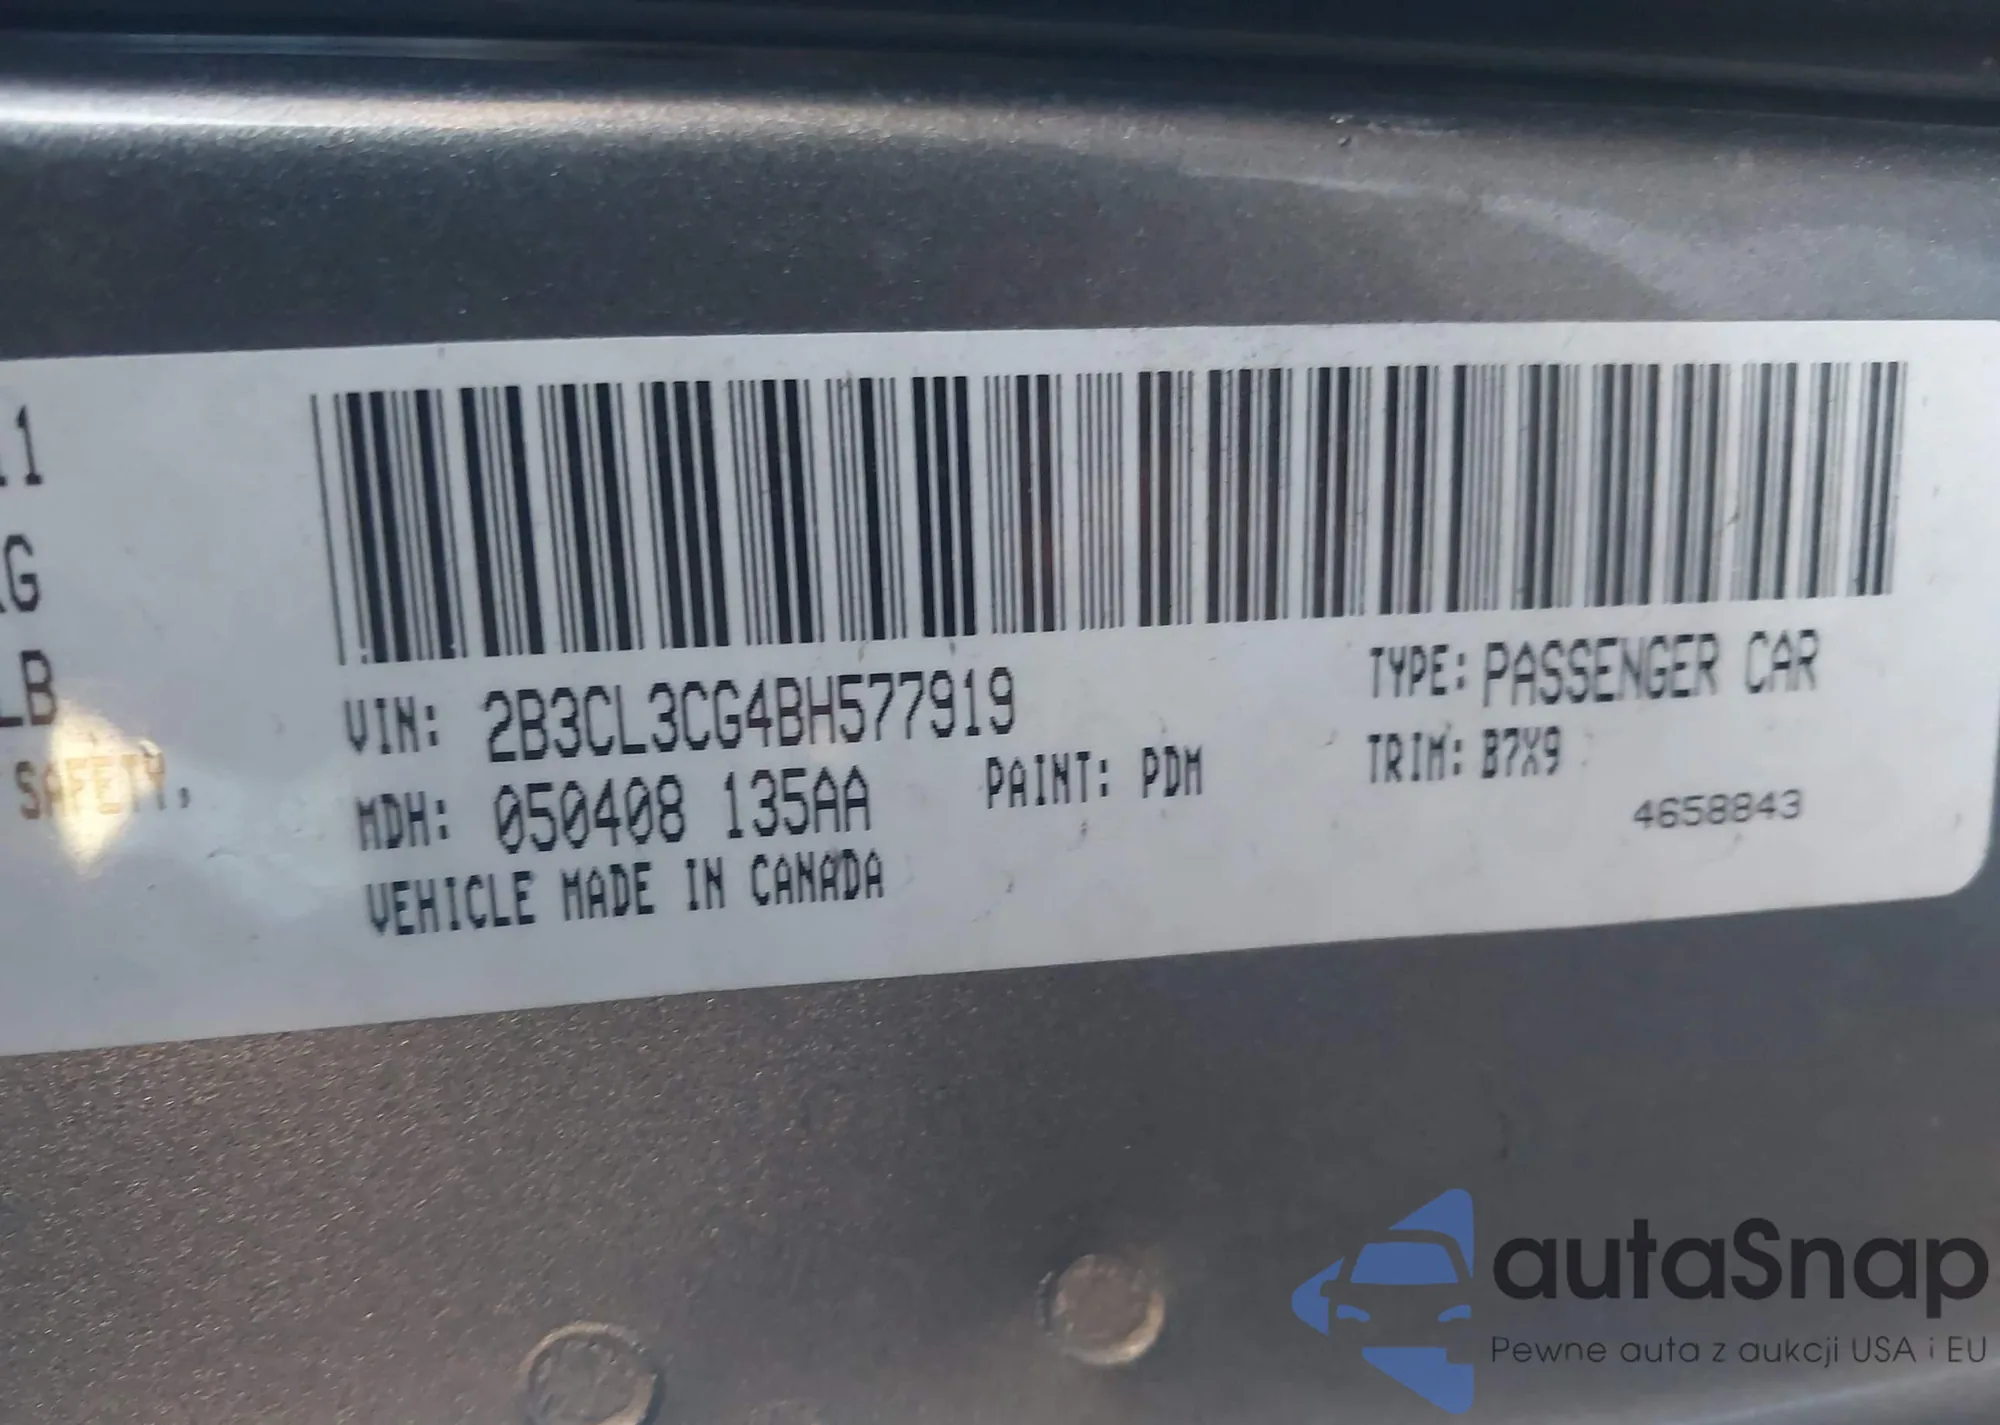 11
KG
LB
SAFETY,
VIN: 2B3CL3CG4BH577919
TYPE: PASSENGER CAR
MDH: 050408 135AA
PAINT: PDM
TRIM: B7X9
4658843
VEHICLE MADE IN CANADA
autaSnap
Pewne auta z aukcji USA i EU